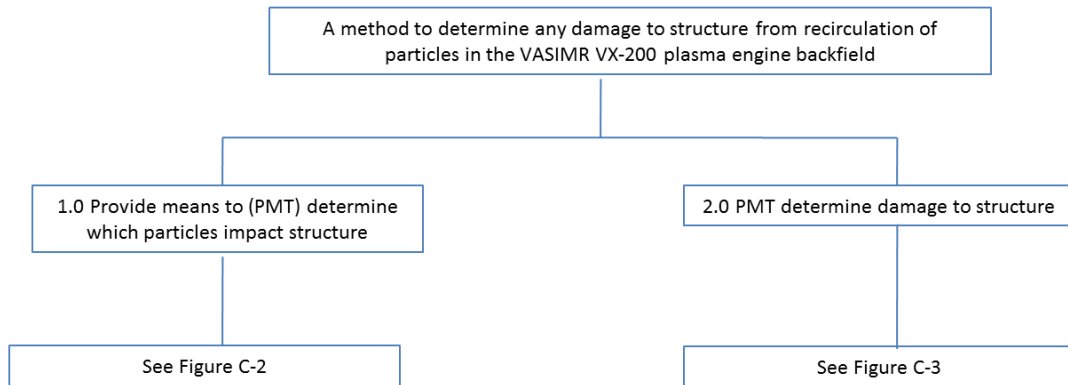 A method to determine any damage to structure from recirculation of
particles in the VASIMR VX-200 plasma engine backfield
1.0 Provide means to (PMT) determine
which particles impact structure
2.0 PMT determine damage to structure
See Figure C-2
See Figure C-3